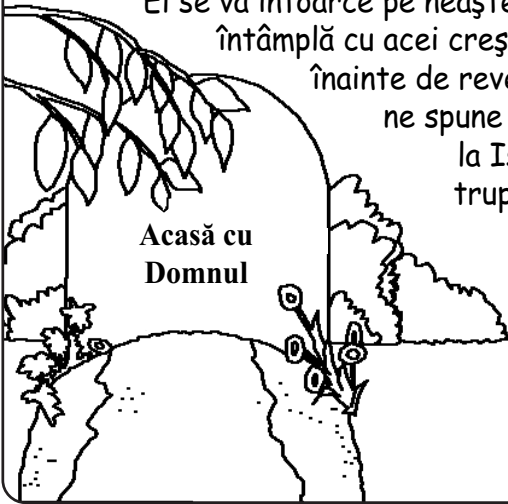 El se va întoarce pe neaşte
întâmplă cu acei creş
înainte de reve
ne spune
la Is
trup
Acasă cu
Domnul